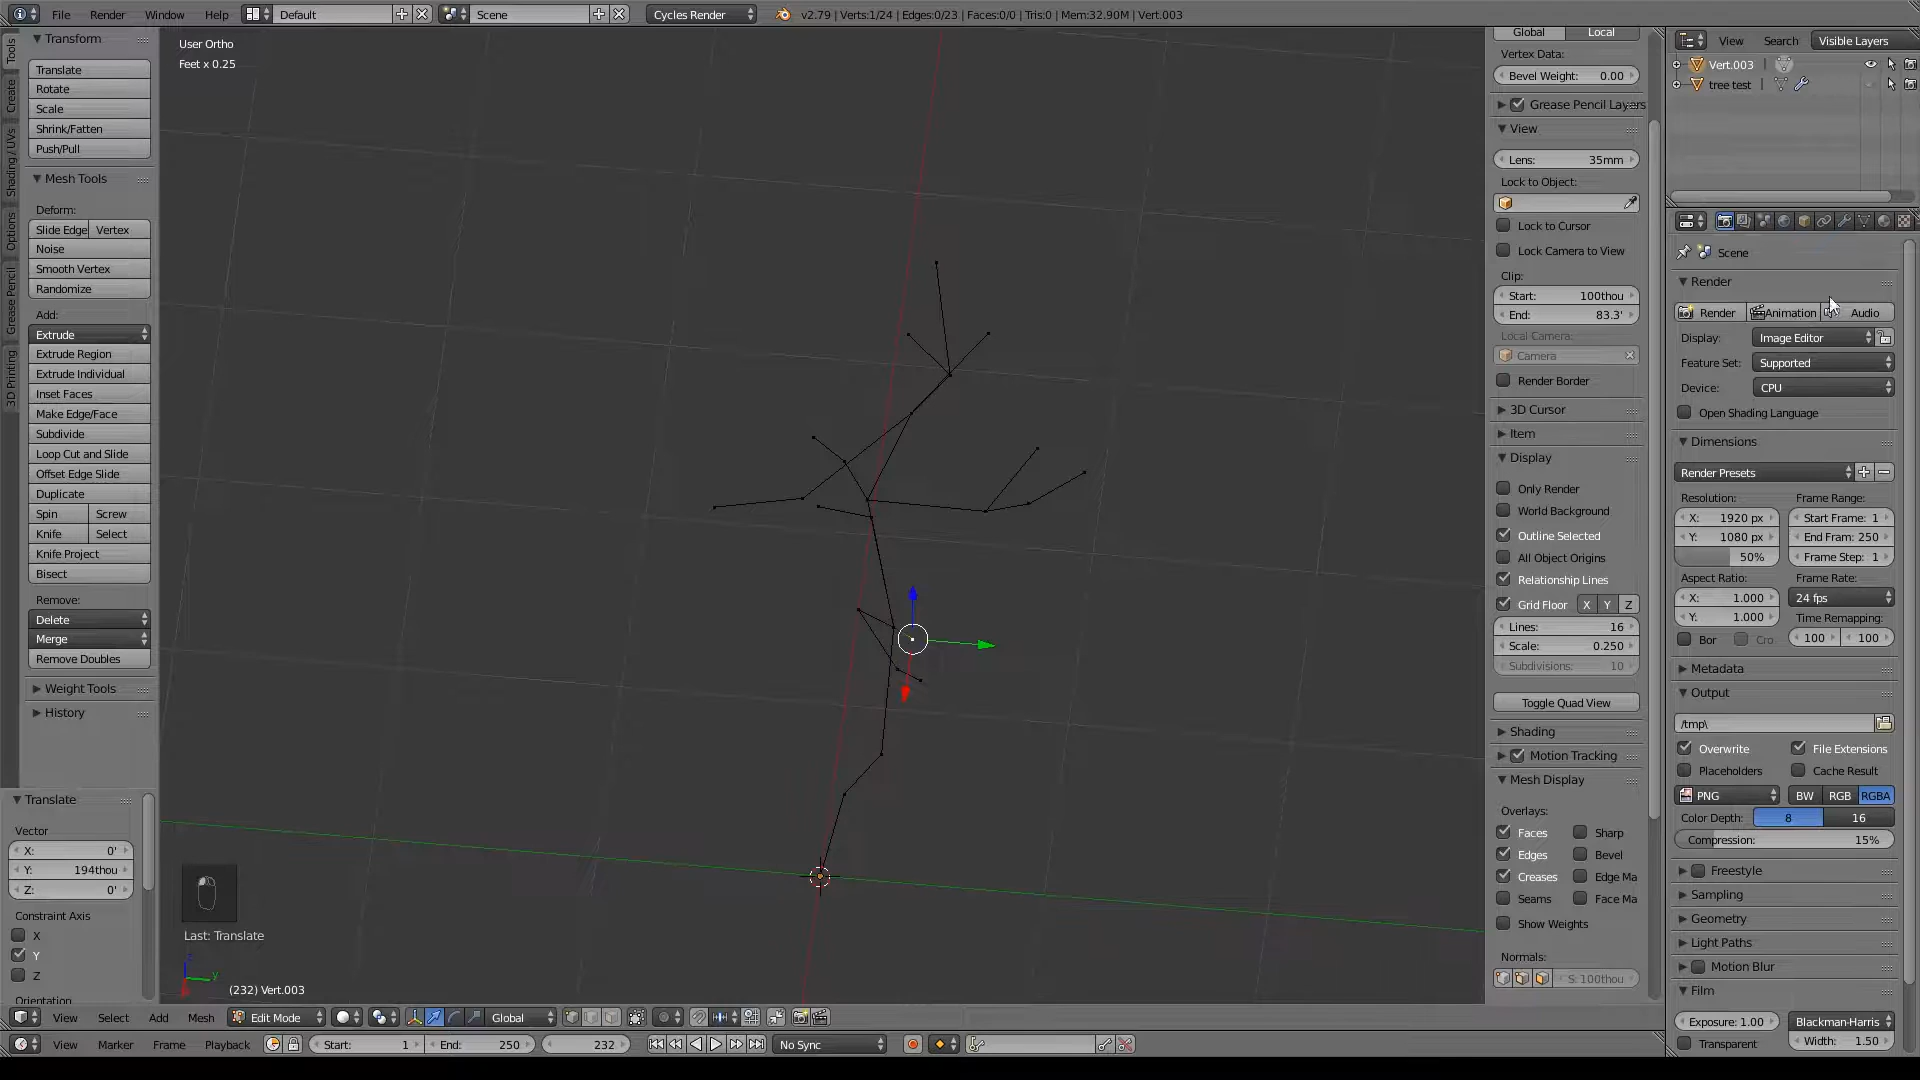 File Render Window Help Default Scene Cycles Render v2.79 | Verts:1/24 | Edges:0/23 | Faces:0/0 | Tris:0 | Mem:32.90M | Vert.003
Tools
Create
Shading / UVs
Options
Grease Pencil
3D Printing
Transform
Translate
Rotate
Scale
Shrink/Fatten
Push/Pull
Mesh Tools
Deform:
Slide Edge Vertex
Noise
Smooth Vertex
Randomize
Add:
Extrude
Extrude Region
Extrude Individual
Inset Faces
Make Edge/Face
Subdivide
Loop Cut and Slide
Offset Edge Slide
Duplicate
Spin Screw
Knife Select
Knife Project
Bisect
Remove:
Delete
Merge
Remove Doubles
Weight Tools
History
Translate
Vector
X: 0'
Y: 194thou
Z: 0'
Constraint Axis
X
Y
Z
Orientation
User Ortho
Feet x 0.25
Last: Translate
y
(232) Vert.003
Global Local
Vertex Data:
Bevel Weight: 0.00
Grease Pencil Layers
View
Lens: 35mm
Lock to Object:
Lock to Cursor
Lock Camera to View
Clip:
Start: 100thou
End: 83.3'
Local Camera:
Camera
Render Border
3D Cursor
Item
Display
Only Render
World Background
Outline Selected
All Object Origins
Relationship Lines
Grid Floor X Y Z
Lines: 16
Scale: 0.250
Subdivisions: 10
Toggle Quad View
Shading
Motion Tracking
Mesh Display
Overlays:
Faces Sharp
Edges Bevel
Creases Edge Ma
Seams Face Ma
Show Weights
Normals:
S: 100thou
View Search Visible Layers
Vert.003
tree test
Scene
Render
Render Animation Audio
Display: Image Editor
Feature Set: Supported
Device: CPU
Open Shading Language
Dimensions
Render Presets
Resolution: Frame Range:
X: 1920 px Start Frame: 1
Y: 1080 px End Fram: 250
50% Frame Step: 1
Aspect Ratio: Frame Rate:
X: 1.000 24 fps
Y: 1.000 Time Remapping:
Bor Cro 100 100
Metadata
Output
/tmp\
Overwrite File Extensions
Placeholders Cache Result
PNG BW RGB RGBA
Color Depth: 8 16
Compression: 15%
Freestyle
Sampling
Geometry
Light Paths
Motion Blur
Film
Exposure: 1.00 Blackman-Harris
Transparent Width: 1.50
View Select Add Mesh Edit Mode Global
View Marker Frame Playback Start: 1 End: 250 232 No Sync